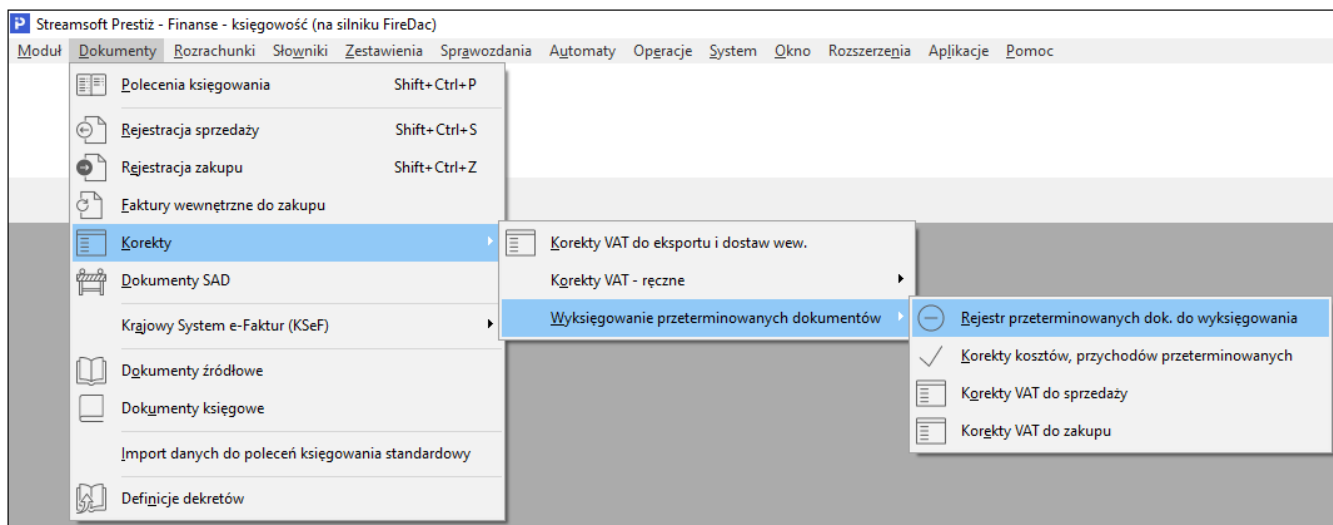 Streamsoft Prestiż - Finanse - księgowość (na silniku FireDac)
Moduł Dokumenty Rozrachunki Słowniki Zestawienia Sprawozdania Automaty Operacje System Okno Rozszerzenia Aplikacje Pomoc
Polecenia księgowania Shift+Ctrl+P
Rejestracja sprzedaży Shift+Ctrl+S
Rejestracja zakupu Shift+Ctrl+Z
Faktury wewnętrzne do zakupu
Korekty
Dokumenty SAD
Krajowy System e-Faktur (KSeF)
Dokumenty źródłowe
Dokumenty księgowe
Import danych do poleceń księgowania standardowy
Definicje dekretów
Korekty VAT do eksportu i dostaw wew.
Korekty VAT - ręczne
Wyksięgowanie przeterminowanych dokumentów
Rejestr przeterminowanych dok. do wyksięgowania
Korekty kosztów, przychodów przeterminowanych
Korekty VAT do sprzedaży
Korekty VAT do zakupu